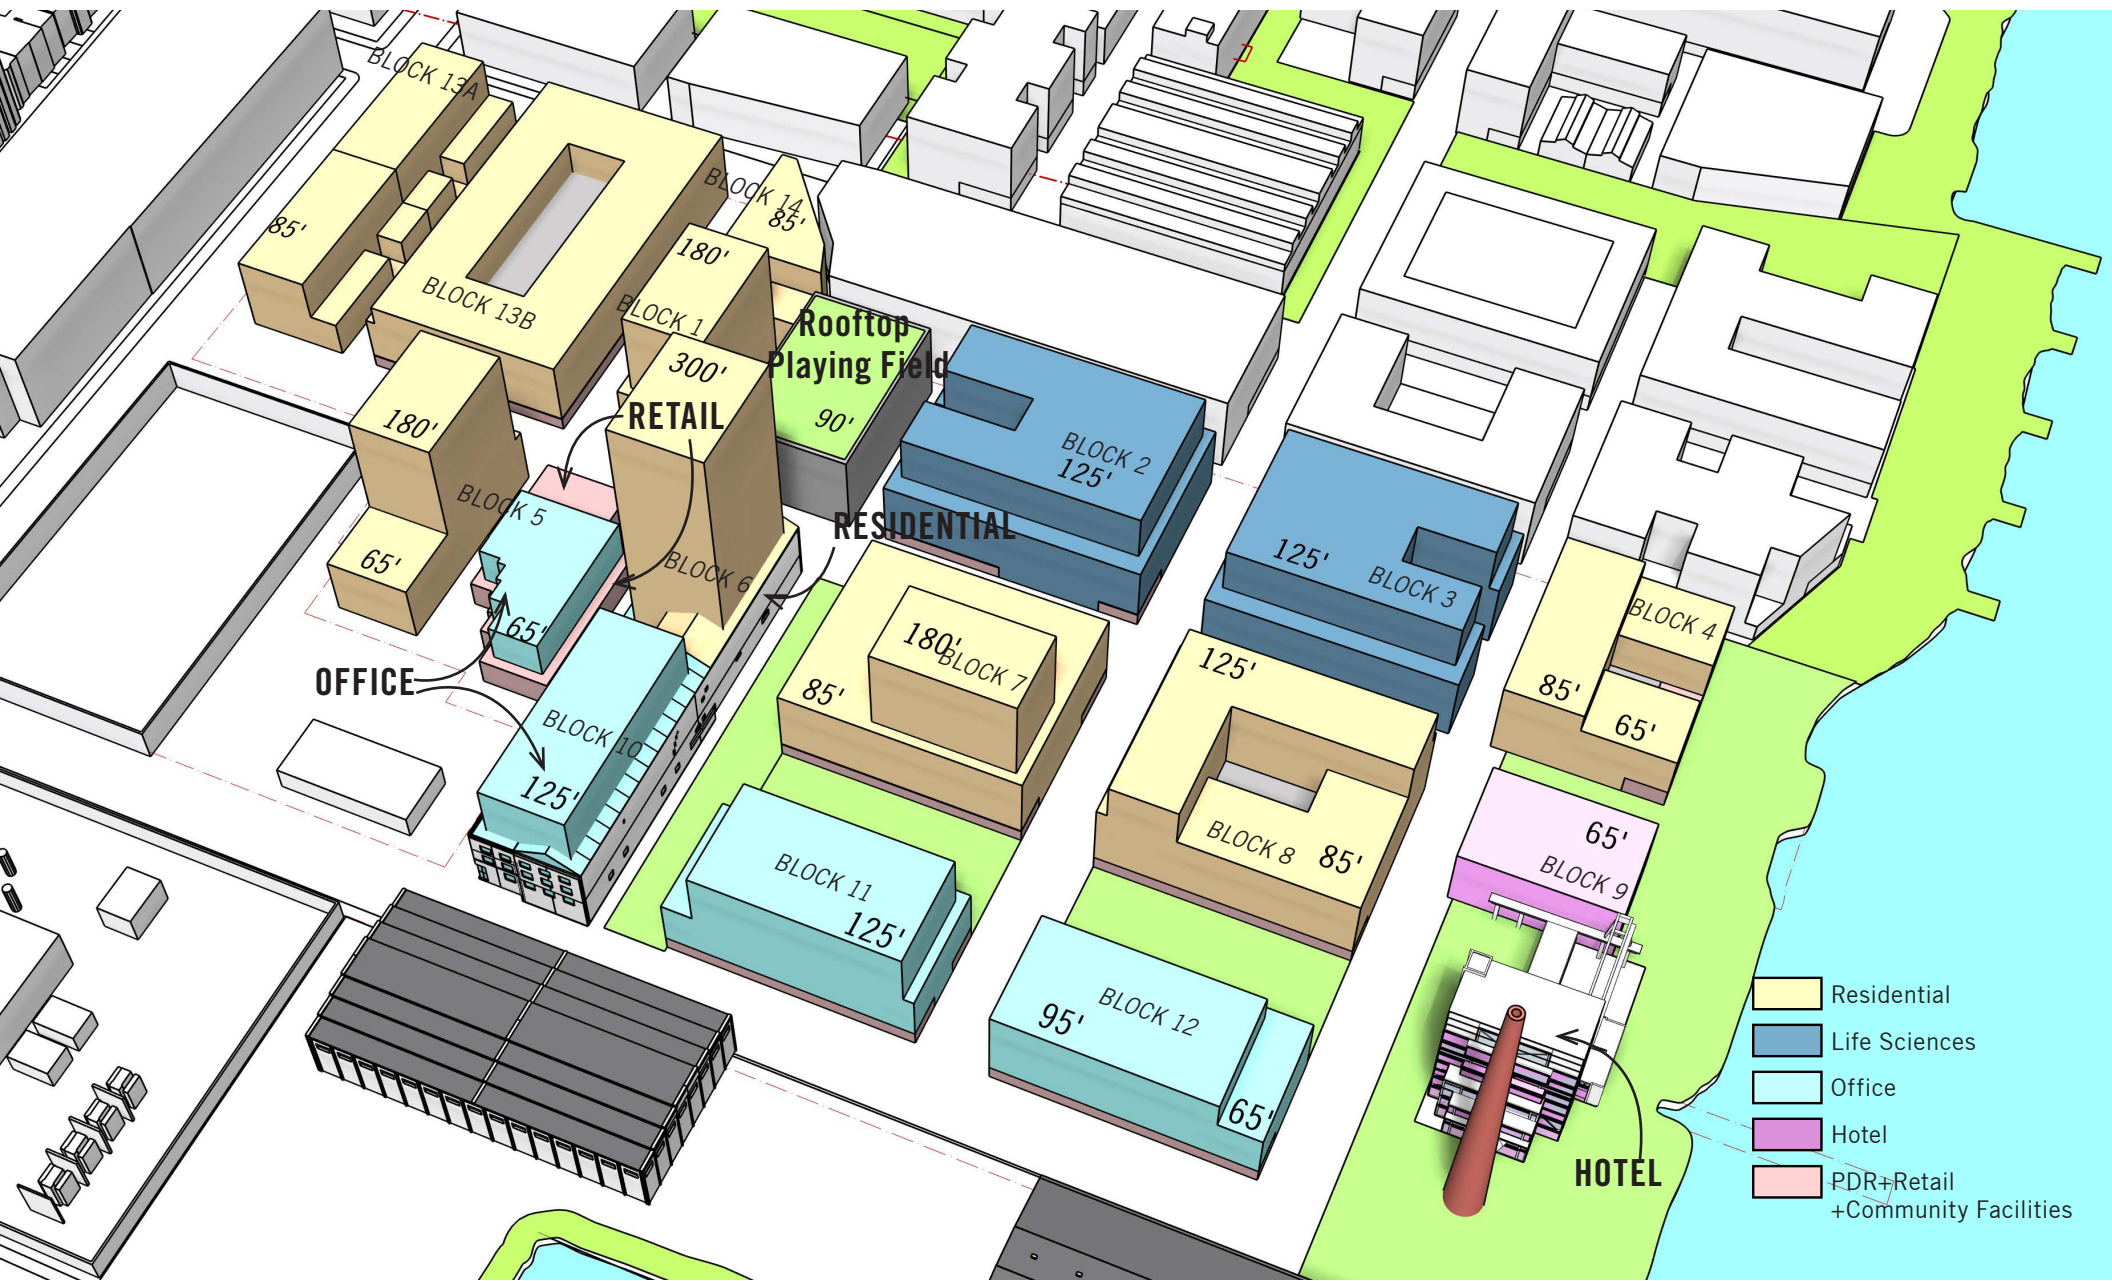 BLOCK 13A
85'
BLOCK 14
85'
180'
BLOCK 13B
BLOCK 1
Rooftop
Playing Field
90'
300'
RETAIL
180'
BLOCK 2
125'
BLOCK 5
RESIDENTIAL
65'
BLOCK 6
125'
BLOCK 3
BLOCK 4
65'
180'
BLOCK 7
85'
125'
85'
65'
OFFICE
BLOCK 10
125'
BLOCK 8
85'
65'
BLOCK 9
BLOCK 11
125'
BLOCK 12
95'
65'
HOTEL
Residential
Life Sciences
Office
Hotel
PDR+Retail
+Community Facilities